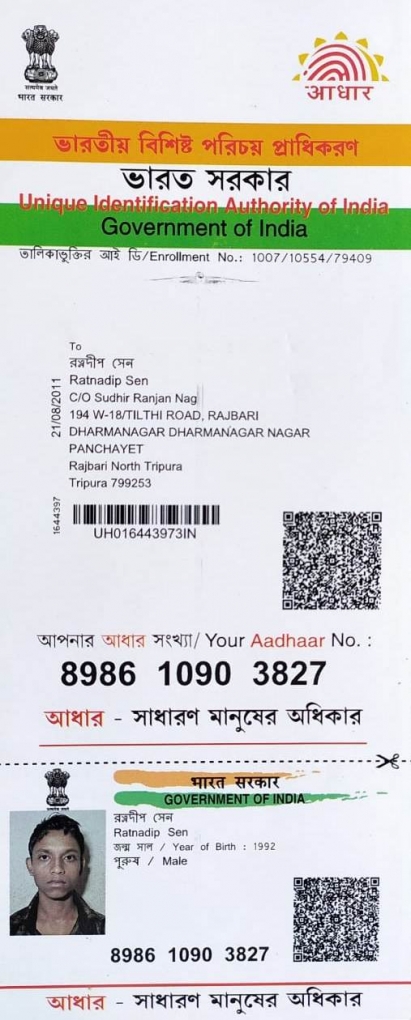 सत्यमेव जयते
भारत सरकार
आधार
ভারতীয় বিশিষ্ট পরিচয় প্রাধিকরণ
ভারত সরকার
Unique Identification Authority of India
Government of India
তালিকাভুক্তির আই ডি/Enrollment No.: 1007/10554/79409
To
রত্নদীপ সেন
Ratnadip Sen
C/O Sudhir Ranjan Nag
194 W-18/TILTHI ROAD, RAJBARI
DHARMANAGAR DHARMANAGAR NAGAR
PANCHAYET
Rajbari North Tripura
Tripura 799253
21/08/2011
1644397
UH016443973IN
আপনার আধার সংখ্যা/ Your Aadhaar No. :
8986 1090 3827
আধার - সাধারণ মানুষের অধিকার
भारत सरकार
GOVERNMENT OF INDIA
রত্নদীপ সেন
Ratnadip Sen
জন্ম সাল / Year of Birth : 1992
পুরুষ / Male
8986 1090 3827
আধার - সাধারণ মানুষের অধিকার